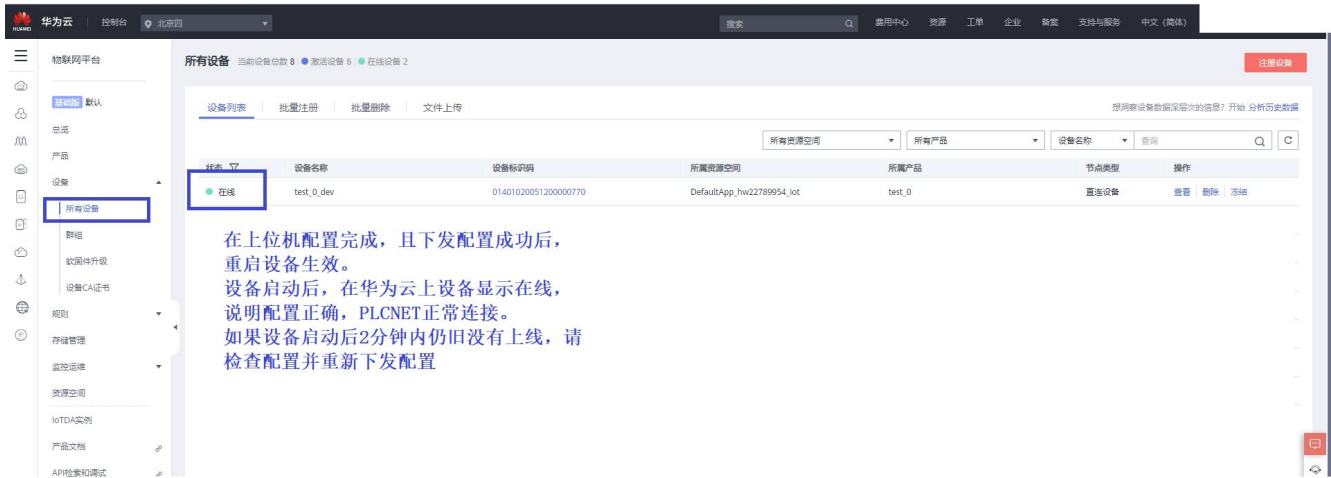 HUAWEI 华为云 控制台 北京四 搜索 费用中心 资源 工单 企业 备案 支持与服务 中文 (简体)
物联网平台
所有设备 当前设备总数 8 激活设备 6 在线设备 2
注册设备
基础版 默认
总览
产品
设备
所有设备
群组
软固件升级
设备CA证书
规则
存储管理
监控运维
资源空间
IoTDA实例
产品文档
API检索和调试
设备列表 批量注册 批量删除 文件上传
想洞察设备数据深层次的信息? 开始 分析历史数据
所有资源空间 所有产品 设备名称 查询
状态 设备名称 设备标识码 所属资源空间 所属产品 节点类型 操作
在线 test_0_dev 01401020051200000770 DefaultApp_hw22789954_iot test_0 直连设备 查看 删除 冻结
在上位机配置完成，且下发配置成功后，
重启设备生效。
设备启动后，在华为云上设备显示在线，
说明配置正确，PLCNET正常连接。
如果设备启动后2分钟内仍旧没有上线，请
检查配置并重新下发配置